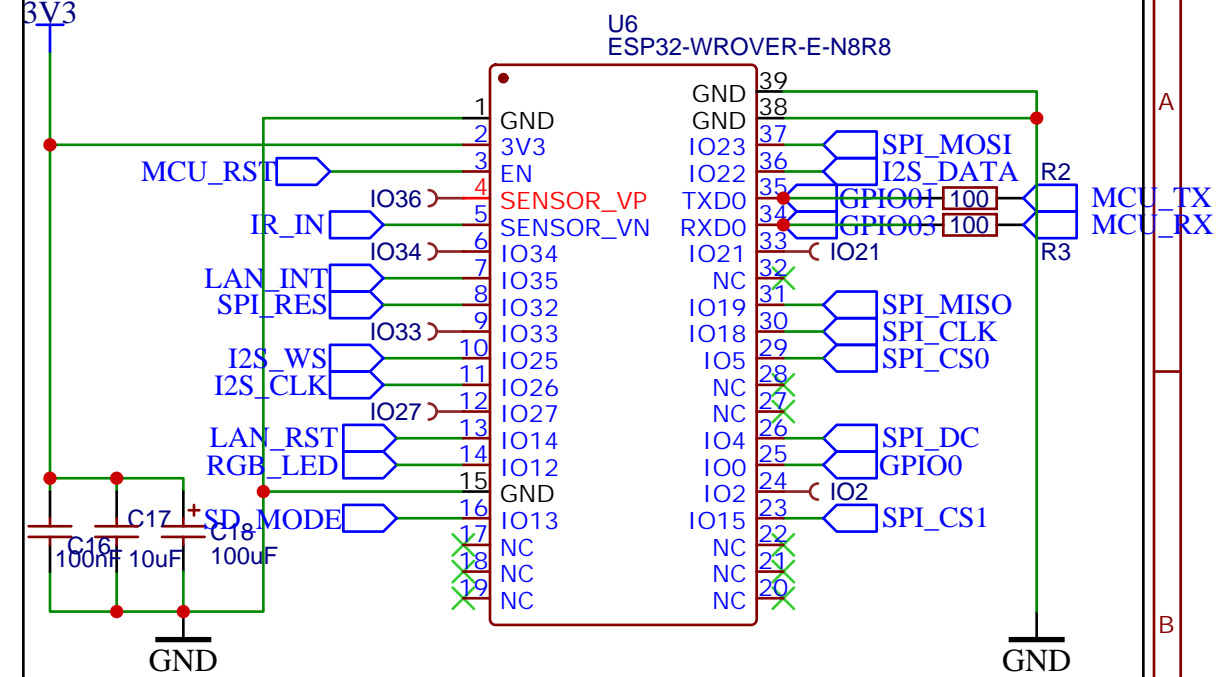 3V3
U6
ESP32-WROVER-E-N8R8
1 GND
2 3V3
MCU_RST 3 EN
IO36 4 SENSOR_VP
IR_IN 5 SENSOR_VN
IO34 6 IO34
LAN_INT 7 IO35
SPI_RES 8 IO32
IO33 9 IO33
I2S_WS 10 IO25
I2S_CLK 11 IO26
IO27 12 IO27
LAN_RST 13 IO14
RGB_LED 14 IO12
15 GND
SD_MODE 16 IO13
17 NC
18 NC
19 NC
GND 39
GND 38
IO23 37 SPI_MOSI
IO22 36 I2S_DATA
R2
TXD0 35 GPIO01 100 MCU_TX
RXD0 34 GPIO03 100 MCU_RX
R3
IO21 33 IO21
NC 32
IO19 31 SPI_MISO
IO18 30 SPI_CLK
IO5 29 SPI_CS0
NC 28
NC 27
IO4 26 SPI_DC
IO0 25 GPIO0
IO2 24 IO2
IO15 23 SPI_CS1
NC 22
NC 21
NC 20
C16
100nF
C17
10uF
+
C18
100uF
GND
GND
A
B